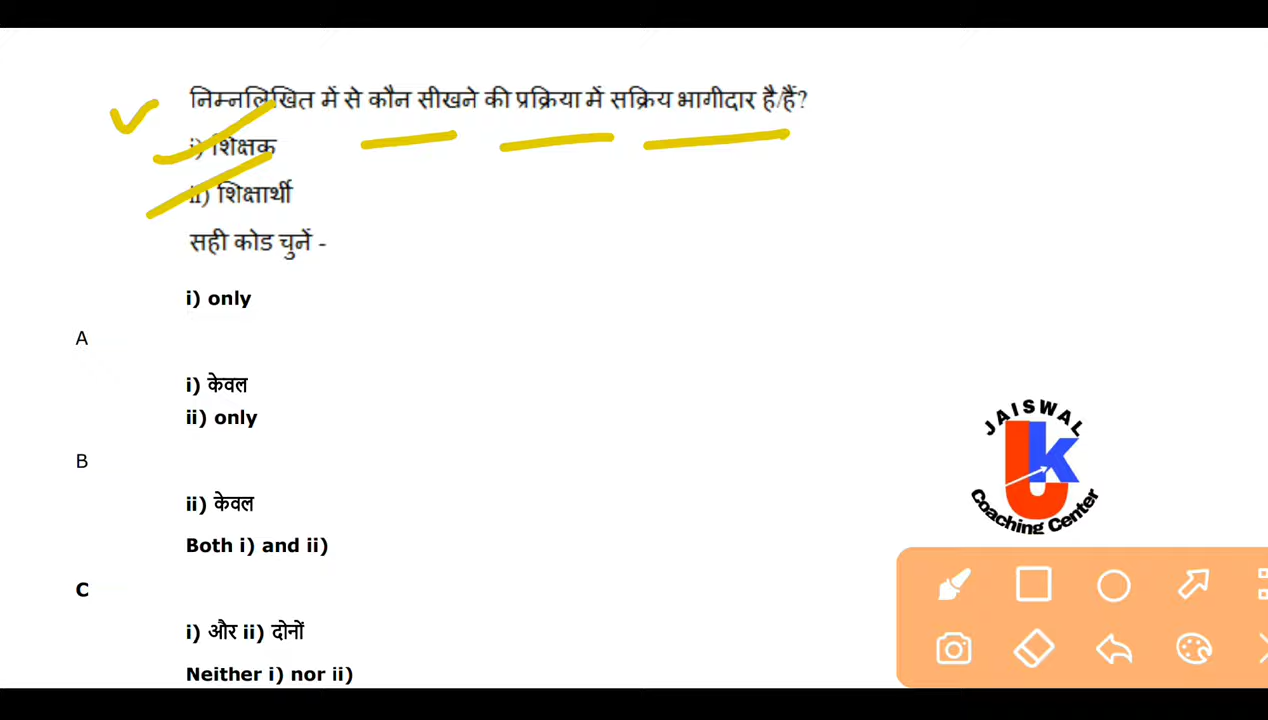 निम्नलिखित में से कौन सीखने की प्रक्रिया में सक्रिय भागीदार है/हैं?
i) शिक्षक
ii) शिक्षार्थी
सही कोड चुनें -
i) only
A
i) केवल
ii) only
B
ii) केवल
Both i) and ii)
C
i) और ii) दोनों
Neither i) nor ii)
JAISWAL
Jk
Coaching Center